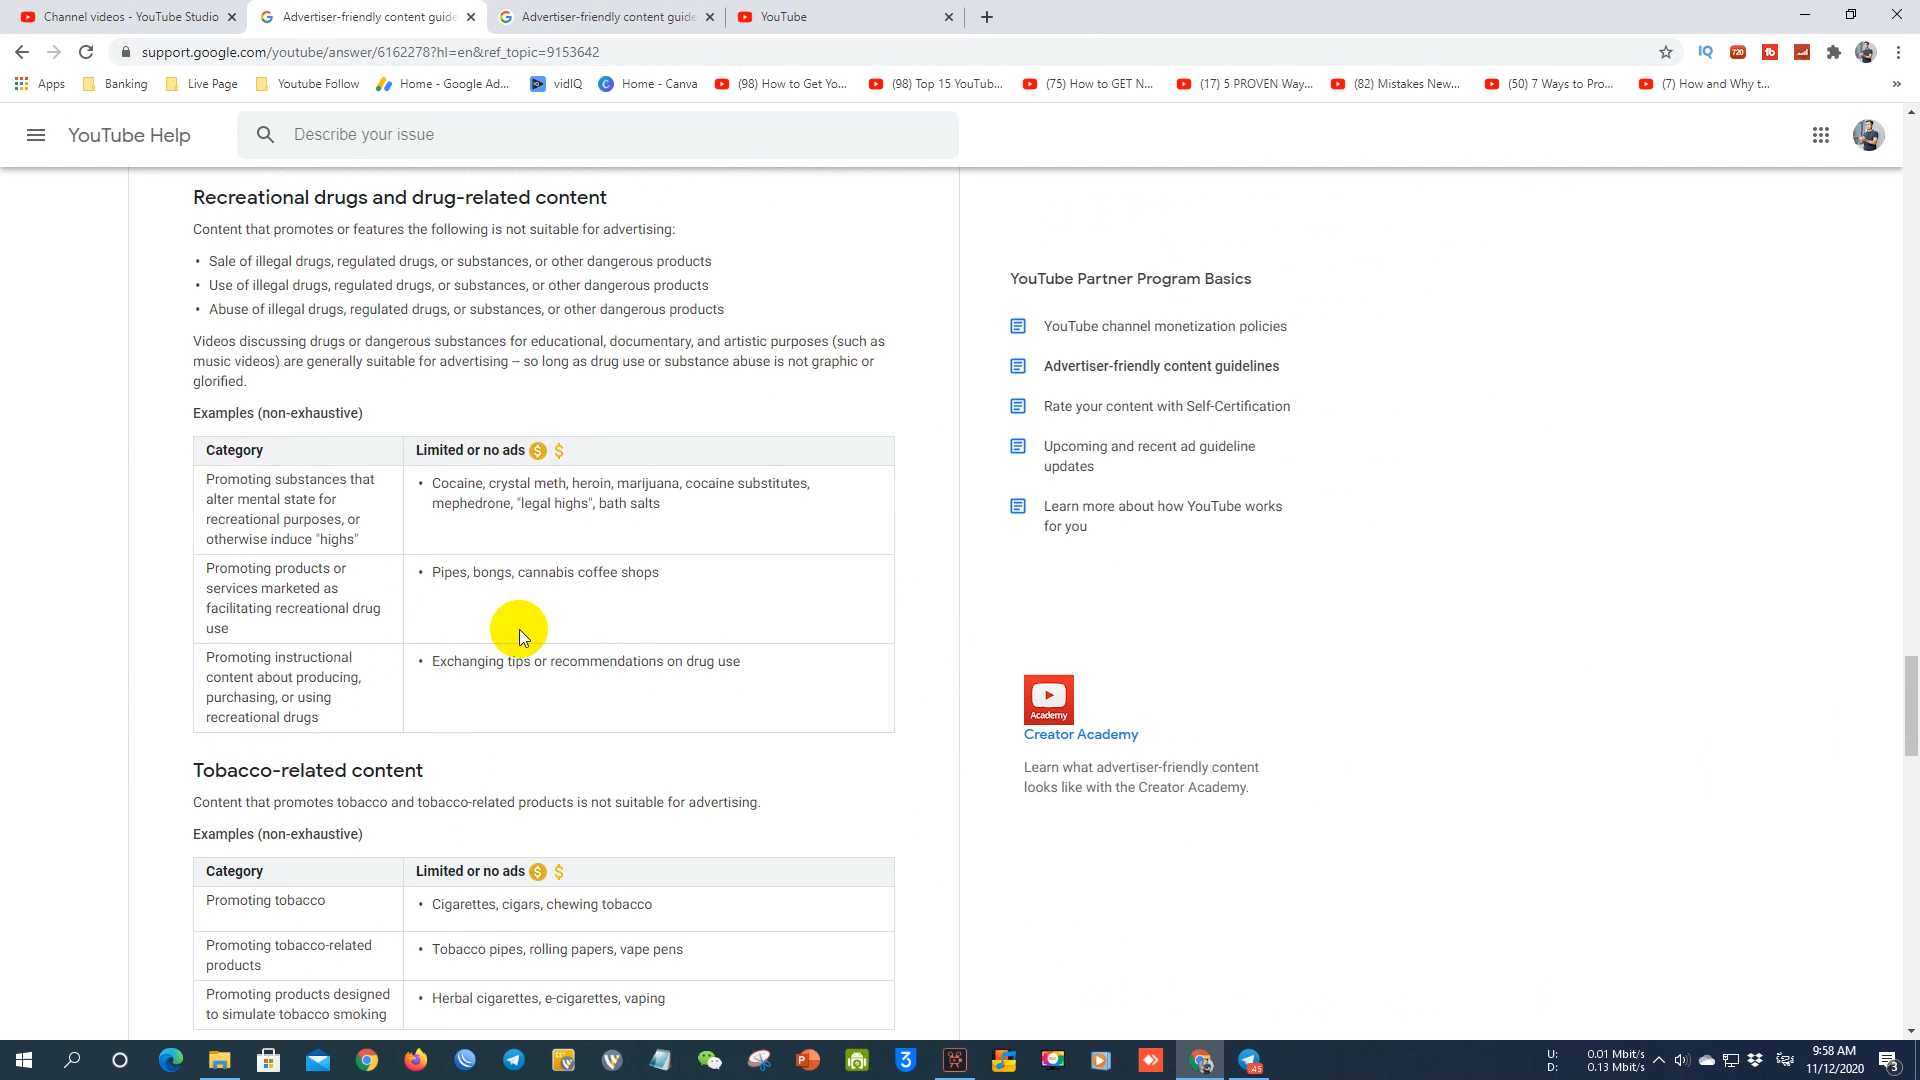 Channel videos - YouTube Studio
Advertiser-friendly content guide
Advertiser-friendly content guide
YouTube
support.google.com/youtube/answer/6162278?hl=en&ref_topic=9153642
Apps
Banking
Live Page
Youtube Follow
Home - Google Ad...
vidIQ
Home - Canva
(98) How to Get Yo...
(98) Top 15 YouTub...
(75) How to GET N...
(17) 5 PROVEN Way...
(82) Mistakes New...
(50) 7 Ways to Pro...
(7) How and Why t...
»
YouTube Help
Describe your issue
Recreational drugs and drug-related content
Content that promotes or features the following is not suitable for advertising:
• Sale of illegal drugs, regulated drugs, or substances, or other dangerous products
• Use of illegal drugs, regulated drugs, or substances, or other dangerous products
• Abuse of illegal drugs, regulated drugs, or substances, or other dangerous products
Videos discussing drugs or dangerous substances for educational, documentary, and artistic purposes (such as
music videos) are generally suitable for advertising – so long as drug use or substance abuse is not graphic or
glorified.
Examples (non-exhaustive)
Category
Limited or no ads
Promoting substances that
alter mental state for
recreational purposes, or
otherwise induce "highs"
• Cocaine, crystal meth, heroin, marijuana, cocaine substitutes,
mephedrone, "legal highs", bath salts
Promoting products or
services marketed as
facilitating recreational drug
use
• Pipes, bongs, cannabis coffee shops
Promoting instructional
content about producing,
purchasing, or using
recreational drugs
• Exchanging tips or recommendations on drug use
Tobacco-related content
Content that promotes tobacco and tobacco-related products is not suitable for advertising.
Examples (non-exhaustive)
Category
Limited or no ads
Promoting tobacco
• Cigarettes, cigars, chewing tobacco
Promoting tobacco-related
products
• Tobacco pipes, rolling papers, vape pens
Promoting products designed
to simulate tobacco smoking
• Herbal cigarettes, e-cigarettes, vaping
YouTube Partner Program Basics
YouTube channel monetization policies
Advertiser-friendly content guidelines
Rate your content with Self-Certification
Upcoming and recent ad guideline
updates
Learn more about how YouTube works
for you
Academy
Creator Academy
Learn what advertiser-friendly content
looks like with the Creator Academy.
U: 0.01 Mbit/s
D: 0.13 Mbit/s
9:58 AM
11/12/2020